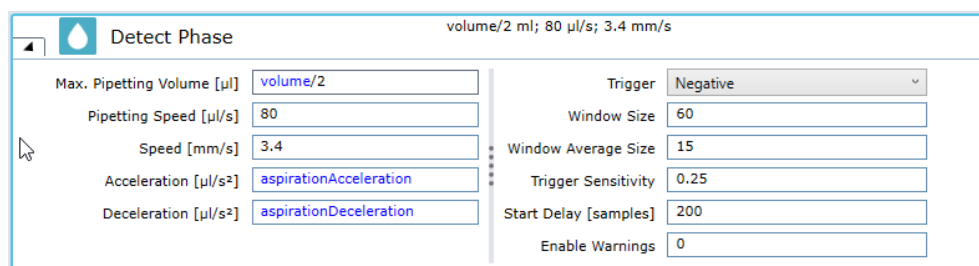 Detect Phase
volume/2 ml; 80 µl/s; 3.4 mm/s
Max. Pipetting Volume [µl] volume/2
Pipetting Speed [µl/s] 80
Speed [mm/s] 3.4
Acceleration [µl/s²] aspirationAcceleration
Deceleration [µl/s²] aspirationDeceleration
Trigger Negative
Window Size 60
Window Average Size 15
Trigger Sensitivity 0.25
Start Delay [samples] 200
Enable Warnings 0